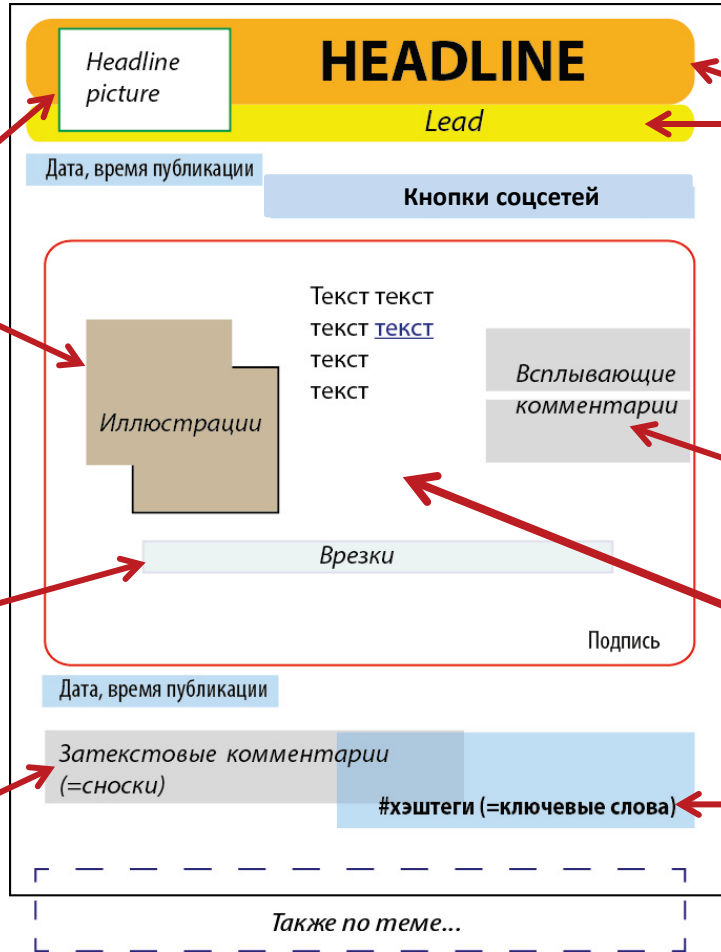 Headline
picture
HEADLINE
Lead
Дата, время публикации
Кнопки соцсетей
Текст текст
текст текст
текст
текст
Иллюстрации
Всплывающие
комментарии
Врезки
Подпись
Дата, время публикации
Затекстовые комментарии
(=сноски)
#хэштеги (=ключевые слова)
Также по теме...